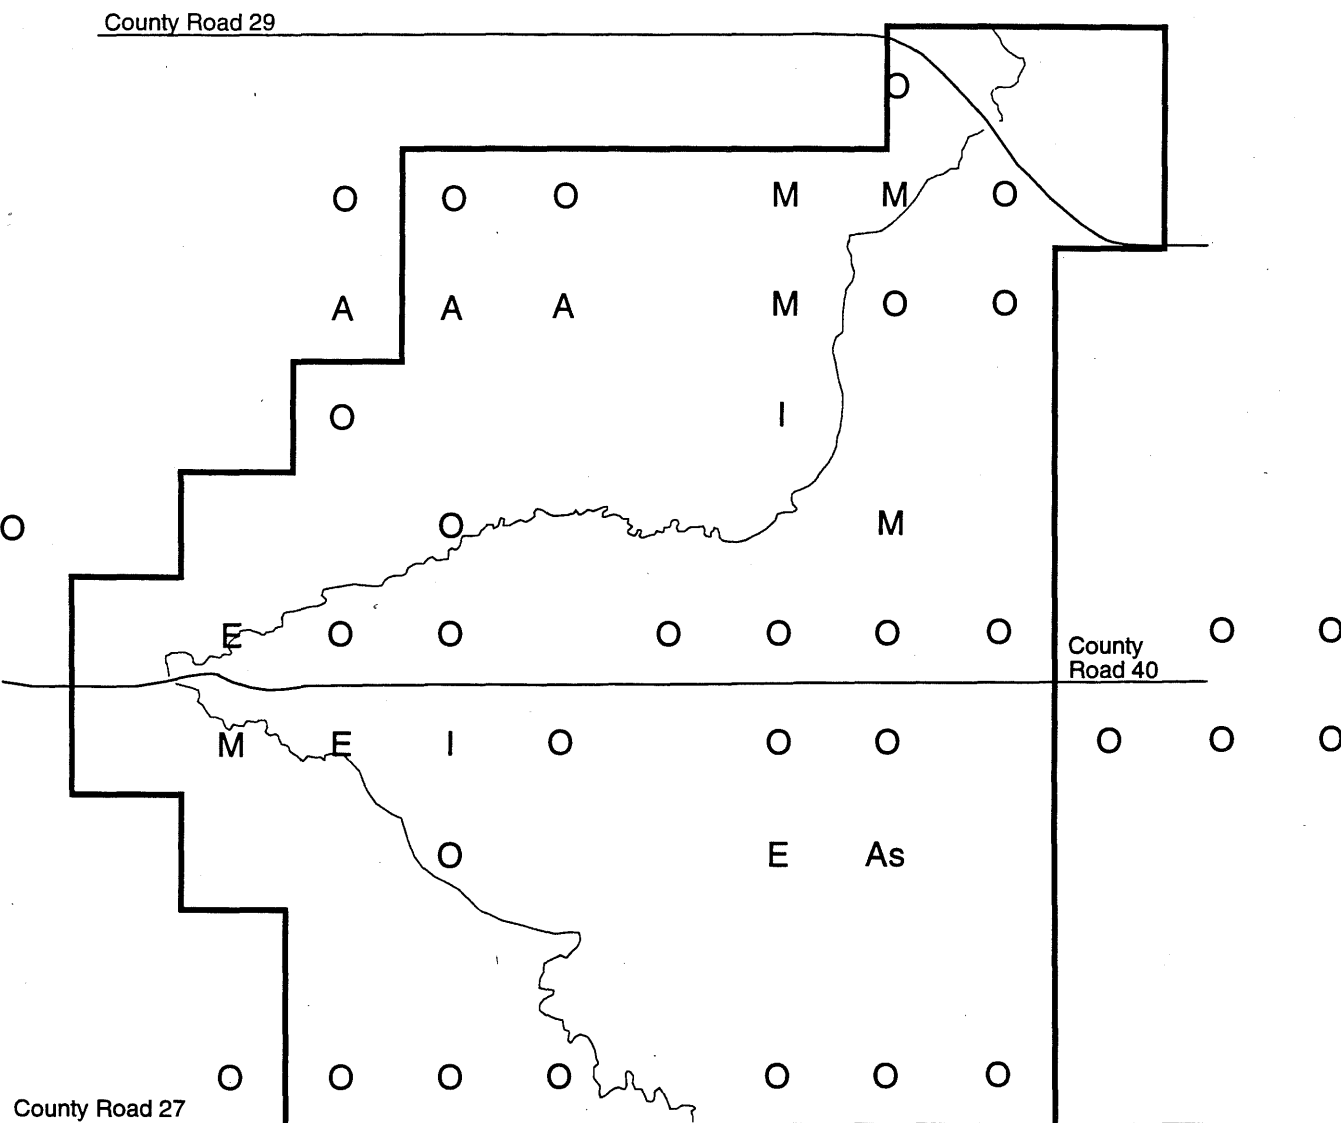 County Road 29
O
O O O M M O
A A A M O O
O I
O O M
E O O O O O O O O
County
Road 40
M E I O O O O O O
O E As
O O O O O O O
County Road 27